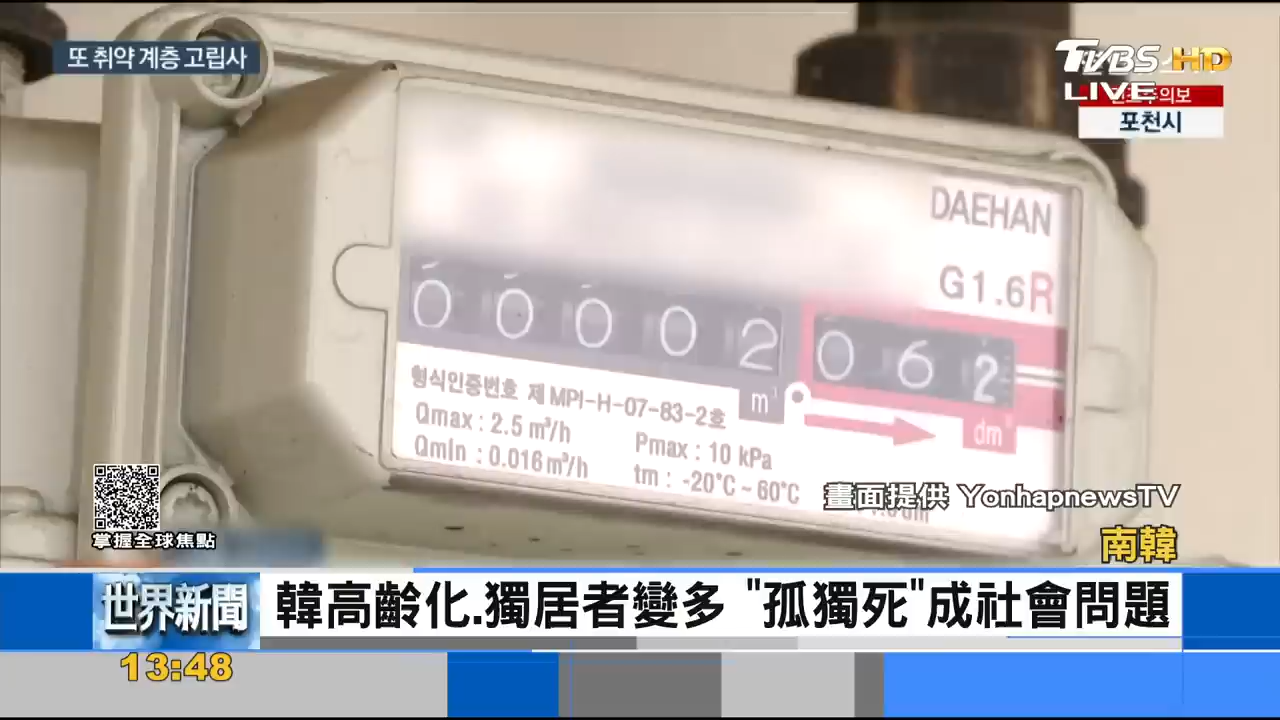 또 취약 계층 고립사
TVBS HD
LIVE
포천시
DAEHAN
G1.6R
0 0 0 0 2 0 6 2
m³
dm³
형식인증번호 제 MPI-H-07-83-2호
Qmax : 2.5 m³/h
Pmax : 10 kPa
Qmin : 0.016 m³/h
tm : -20°C ~ 60°C
畫面提供 YonhapnewsTV
掌握全球焦點
南韓
世界新聞
韓高齡化.獨居者變多 "孤獨死"成社會問題
13:48